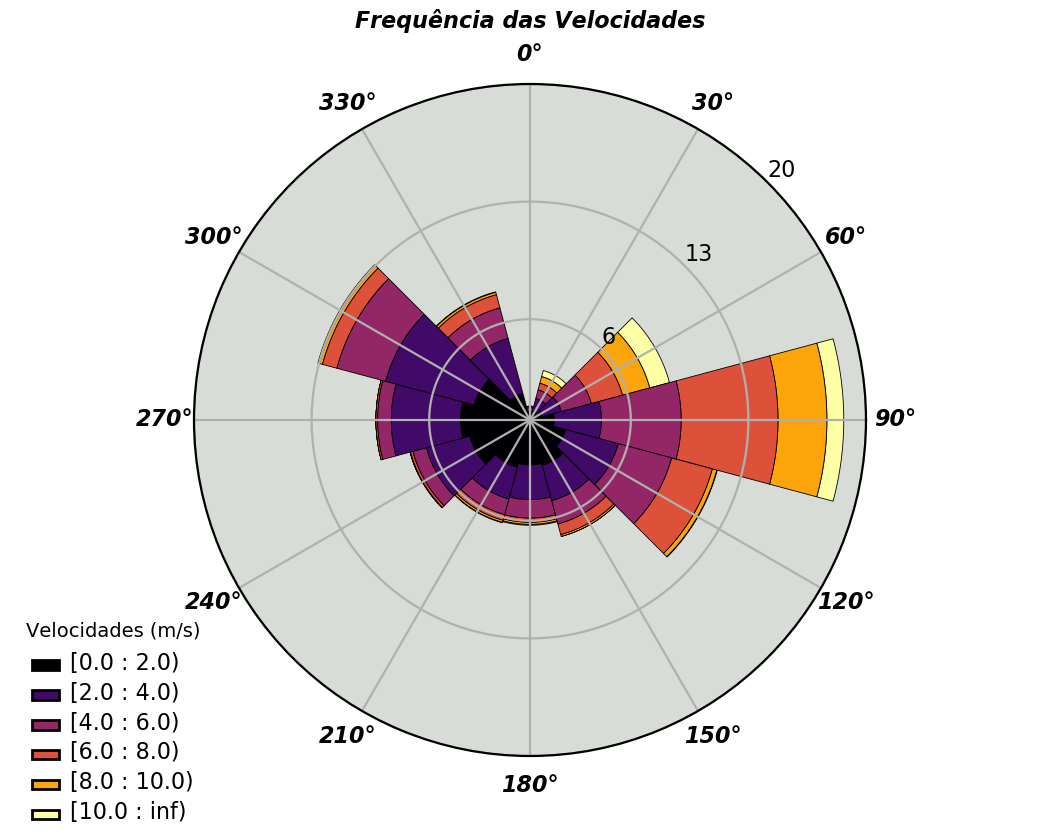 Frequência das Velocidades
0°
330°
30°
20
300°
60°
13
6
270°
90°
240°
120°
210°
150°
180°
Velocidades (m/s)
[0.0 : 2.0)
[2.0 : 4.0)
[4.0 : 6.0)
[6.0 : 8.0)
[8.0 : 10.0)
[10.0 : inf)